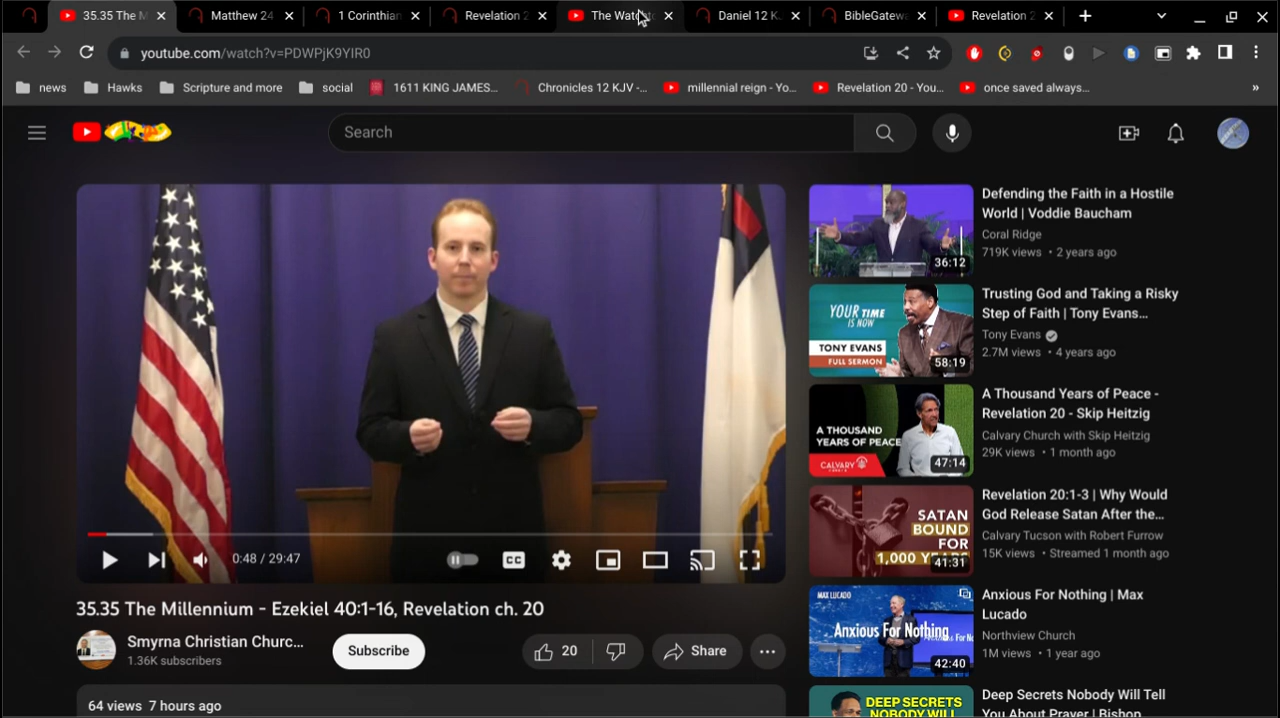 35.35 The M
Matthew 24
1 Corinthian
Revelation 2
The Watc
Daniel 12 K
BibleGatew
Revelation 2
youtube.com/watch?v=PDWPjK9YIR0
news
Hawks
Scripture and more
social
1611 KING JAMES...
Chronicles 12 KJV -...
millennial reign - Yo...
Revelation 20 - You...
once saved always...
»
Search
0:48 / 29:47
CC
35.35 The Millennium - Ezekiel 40:1-16, Revelation ch. 20
Smyrna Christian Churc...
1.36K subscribers
Subscribe
20
Share
64 views 7 hours ago
36:12
Defending the Faith in a Hostile
World | Voddie Baucham
Coral Ridge
719K views • 2 years ago
YOUR TIME
IS NOW
TONY EVANS
FULL SERMON
58:19
Trusting God and Taking a Risky
Step of Faith | Tony Evans...
Tony Evans
2.7M views • 4 years ago
A THOUSAND
YEARS OF PEACE
CALVARY
47:14
A Thousand Years of Peace -
Revelation 20 - Skip Heitzig
Calvary Church with Skip Heitzig
29K views • 1 month ago
SATAN
BOUND
FOR
1,000 YEARS
41:31
Revelation 20:1-3 | Why Would
God Release Satan After the...
Calvary Tucson with Robert Furrow
15K views • Streamed 1 month ago
MAX LUCADO
Anxious For Nothing
42:40
Anxious For Nothing | Max
Lucado
Northview Church
1M views • 1 year ago
DEEP SECRETS
NOBODY WILL
Deep Secrets Nobody Will Tell
You About Prayer | Bishop